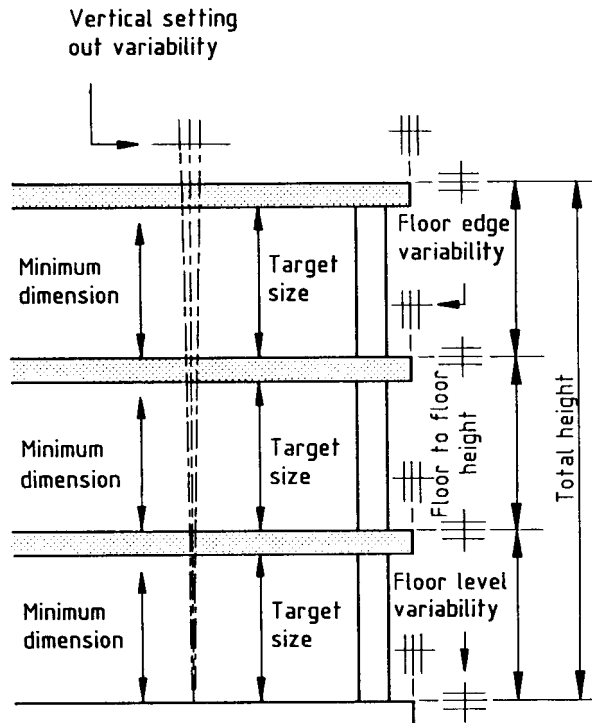 Vertical setting
out variability
Floor edge
variability
Minimum
dimension
Target
size
Minimum
dimension
Target
size
Floor to floor
height
Total height
Minimum
dimension
Target
size
Floor level
variability